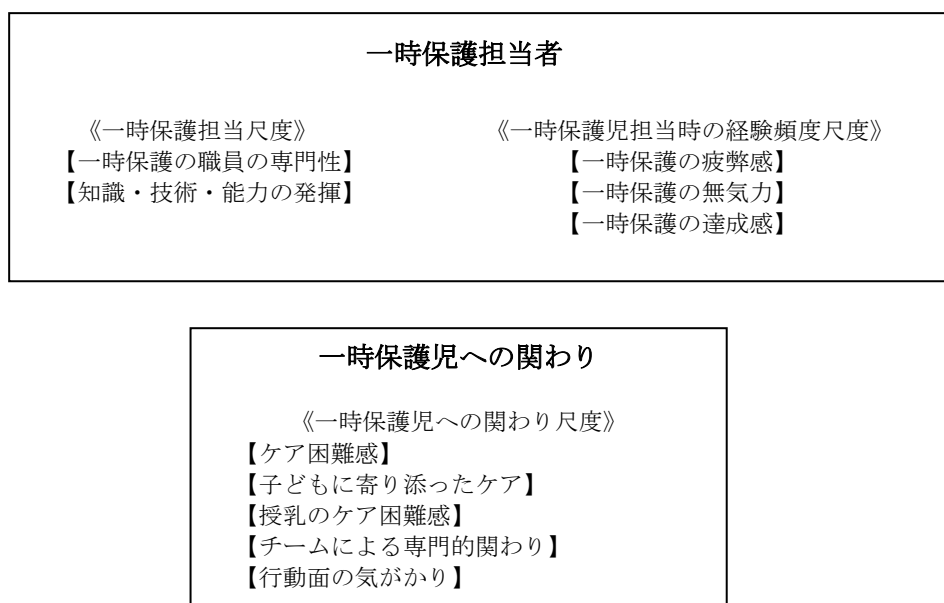 一時保護担当者
《一時保護担当尺度》
【一時保護の職員の専門性】
【知識・技術・能力の発揮】
《一時保護児担当時の経験頻度尺度》
【一時保護の疲弊感】
【一時保護の無気力】
【一時保護の達成感】
一時保護児への関わり
《一時保護児への関わり尺度》
【ケア困難感】
【子どもに寄り添ったケア】
【授乳のケア困難感】
【チームによる専門的関わり】
【行動面の気がかり】